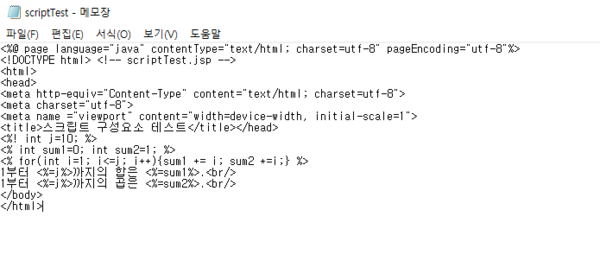 scriptTest - 메모장
파일(F) 편집(E) 서식(O) 보기(V) 도움말
<%@ page language="java" contentType="text/html; charset=utf-8" pageEncoding="utf-8"%>
<!DOCTYPE html> <!-- scriptTest.jsp -->
<html>
<head>
<meta http-equiv="Content-Type" content="text/html; charset=utf-8">
<meta charset="utf-8">
<meta name ="viewport" content="width=device-width, initial-scale=1">
<title>스크립트 구성요소 테스트</title></head>
<%! int j=10; %>
<% int sum1=0; int sum2=1; %>
<% for(int i=1; i<=j; i++){sum1 += i; sum2 +=i;} %>
1부터 <%=j%>까지의 합은 <%=sum1%>.<br/>
1부터 <%=j%>까지의 곱은 <%=sum2%>.<br/>
</body>
</html>